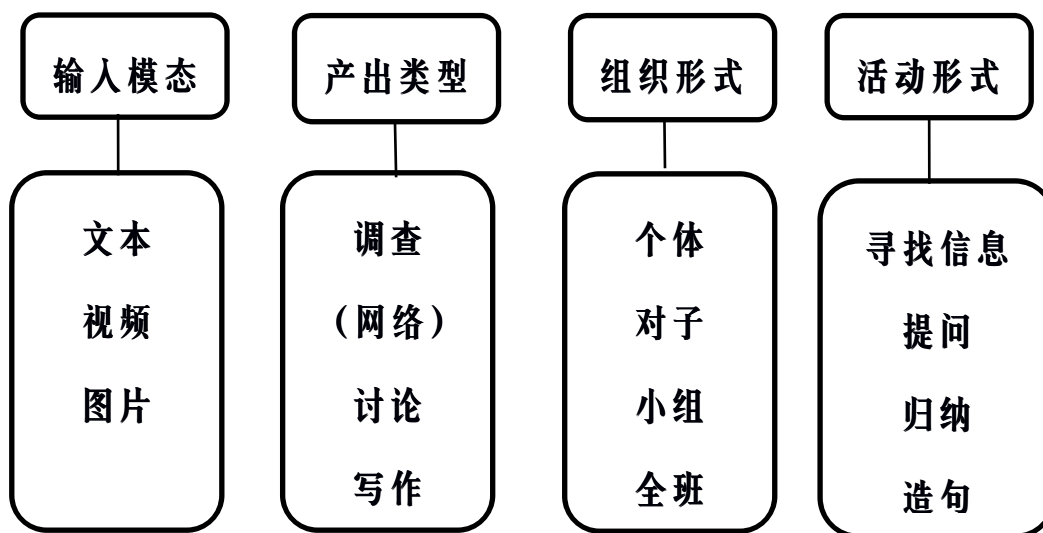 输入模态
文本
视频
图片
产出类型
调查
(网络)
讨论
写作
组织形式
个体
对子
小组
全班
活动形式
寻找信息
提问
归纳
造句